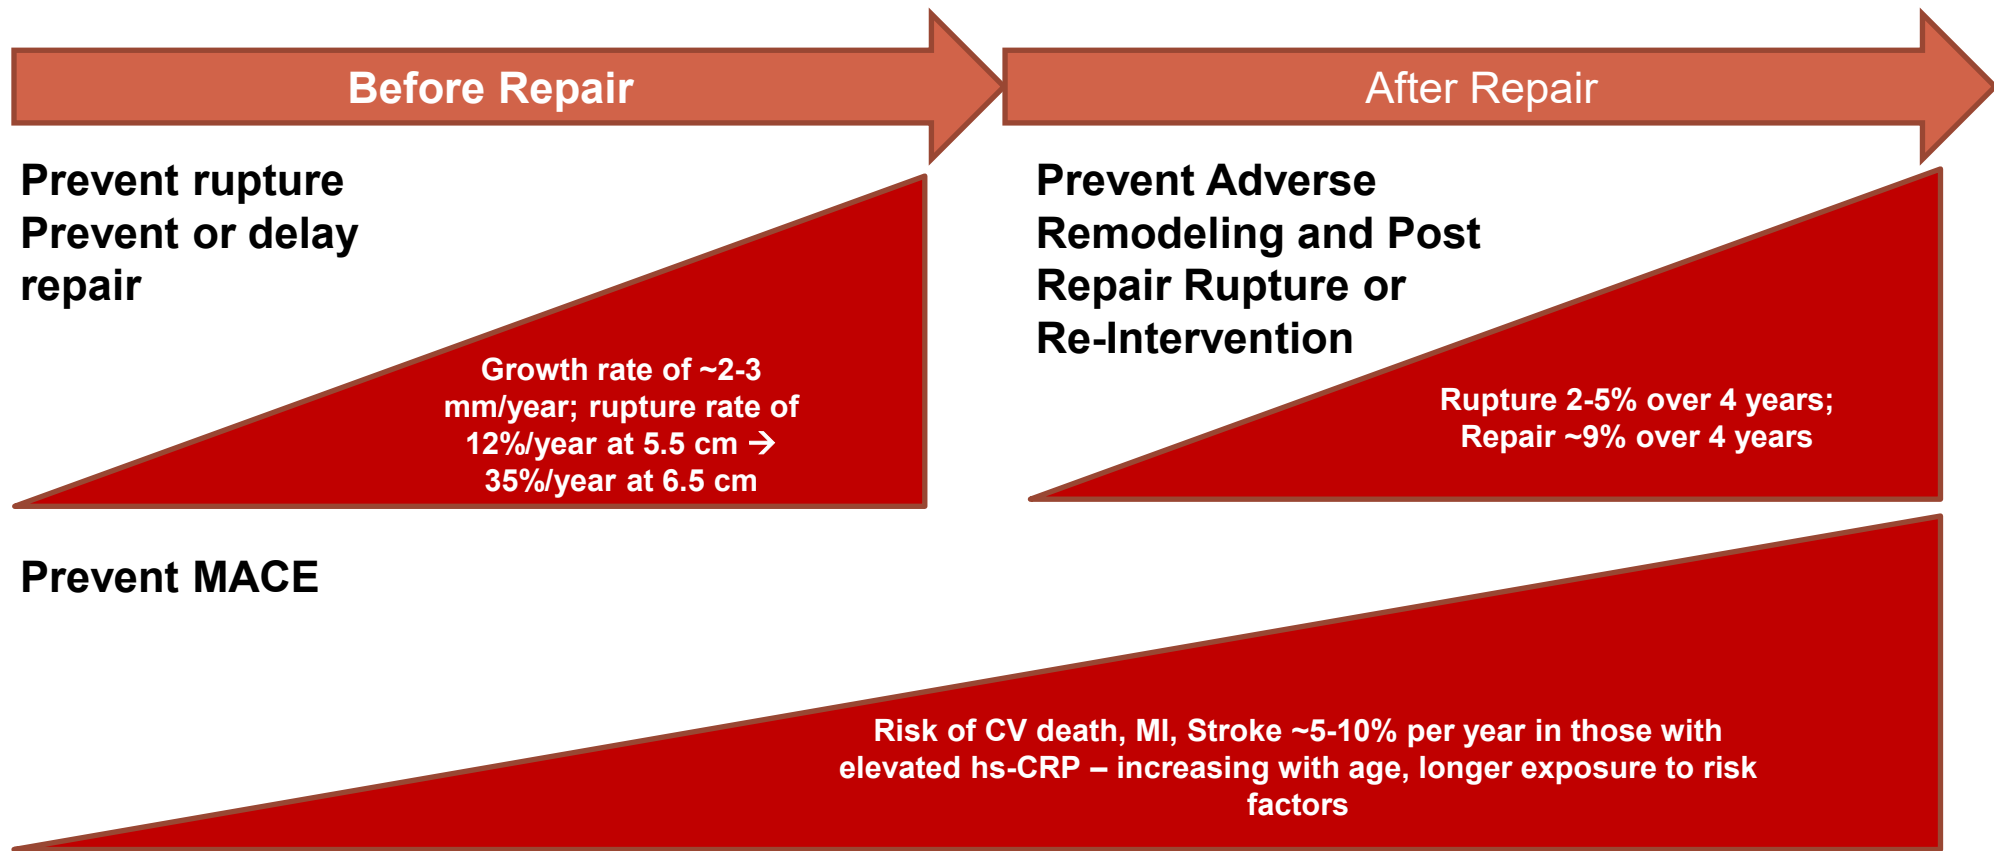 Before Repair
After Repair
Prevent rupture
Prevent or delay
repair
Growth rate of ~2-3
mm/year; rupture rate of
12%/year at 5.5 cm →
35%/year at 6.5 cm
Prevent Adverse
Remodeling and Post
Repair Rupture or
Re-Intervention
Rupture 2-5% over 4 years;
Repair ~9% over 4 years
Prevent MACE
Risk of CV death, MI, Stroke ~5-10% per year in those with
elevated hs-CRP – increasing with age, longer exposure to risk
factors